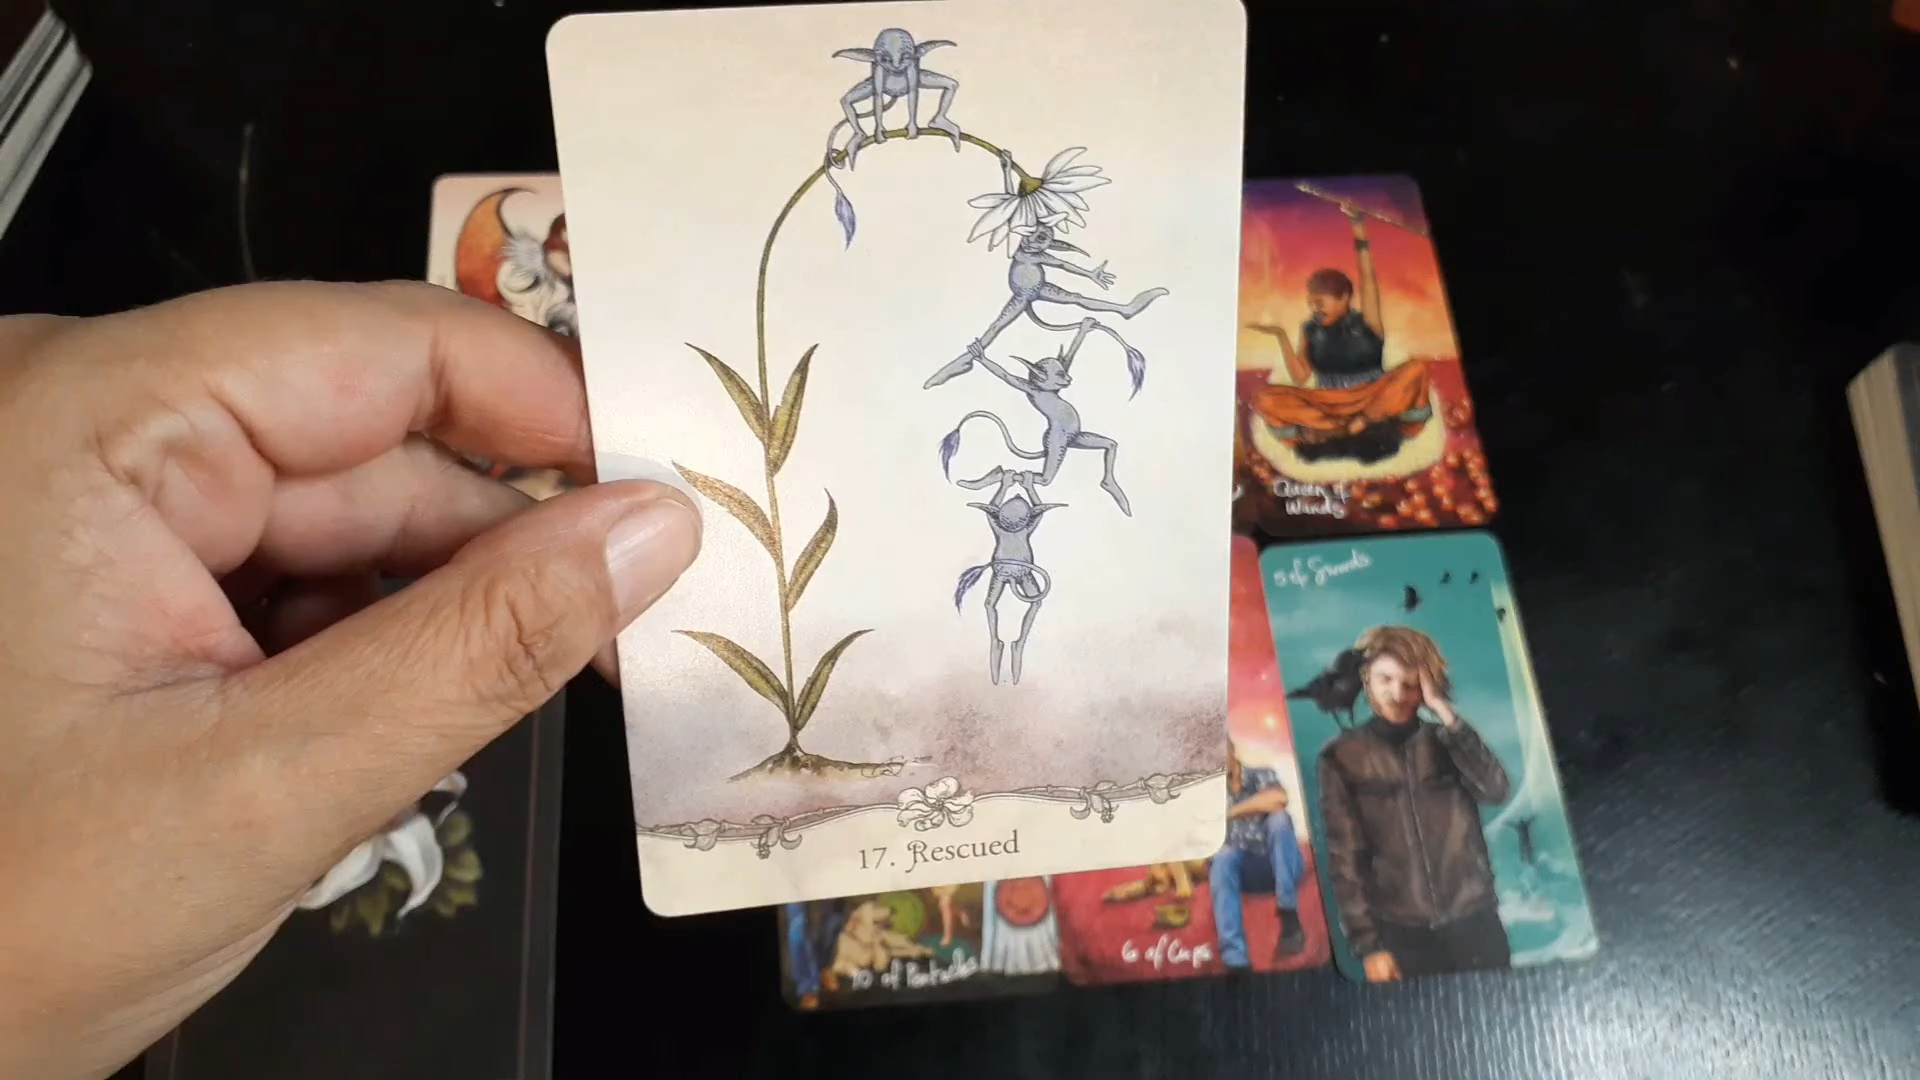 Queen of
Wands
5 of Swords
17. Rescued
10 of Pentacles
6 of Cups